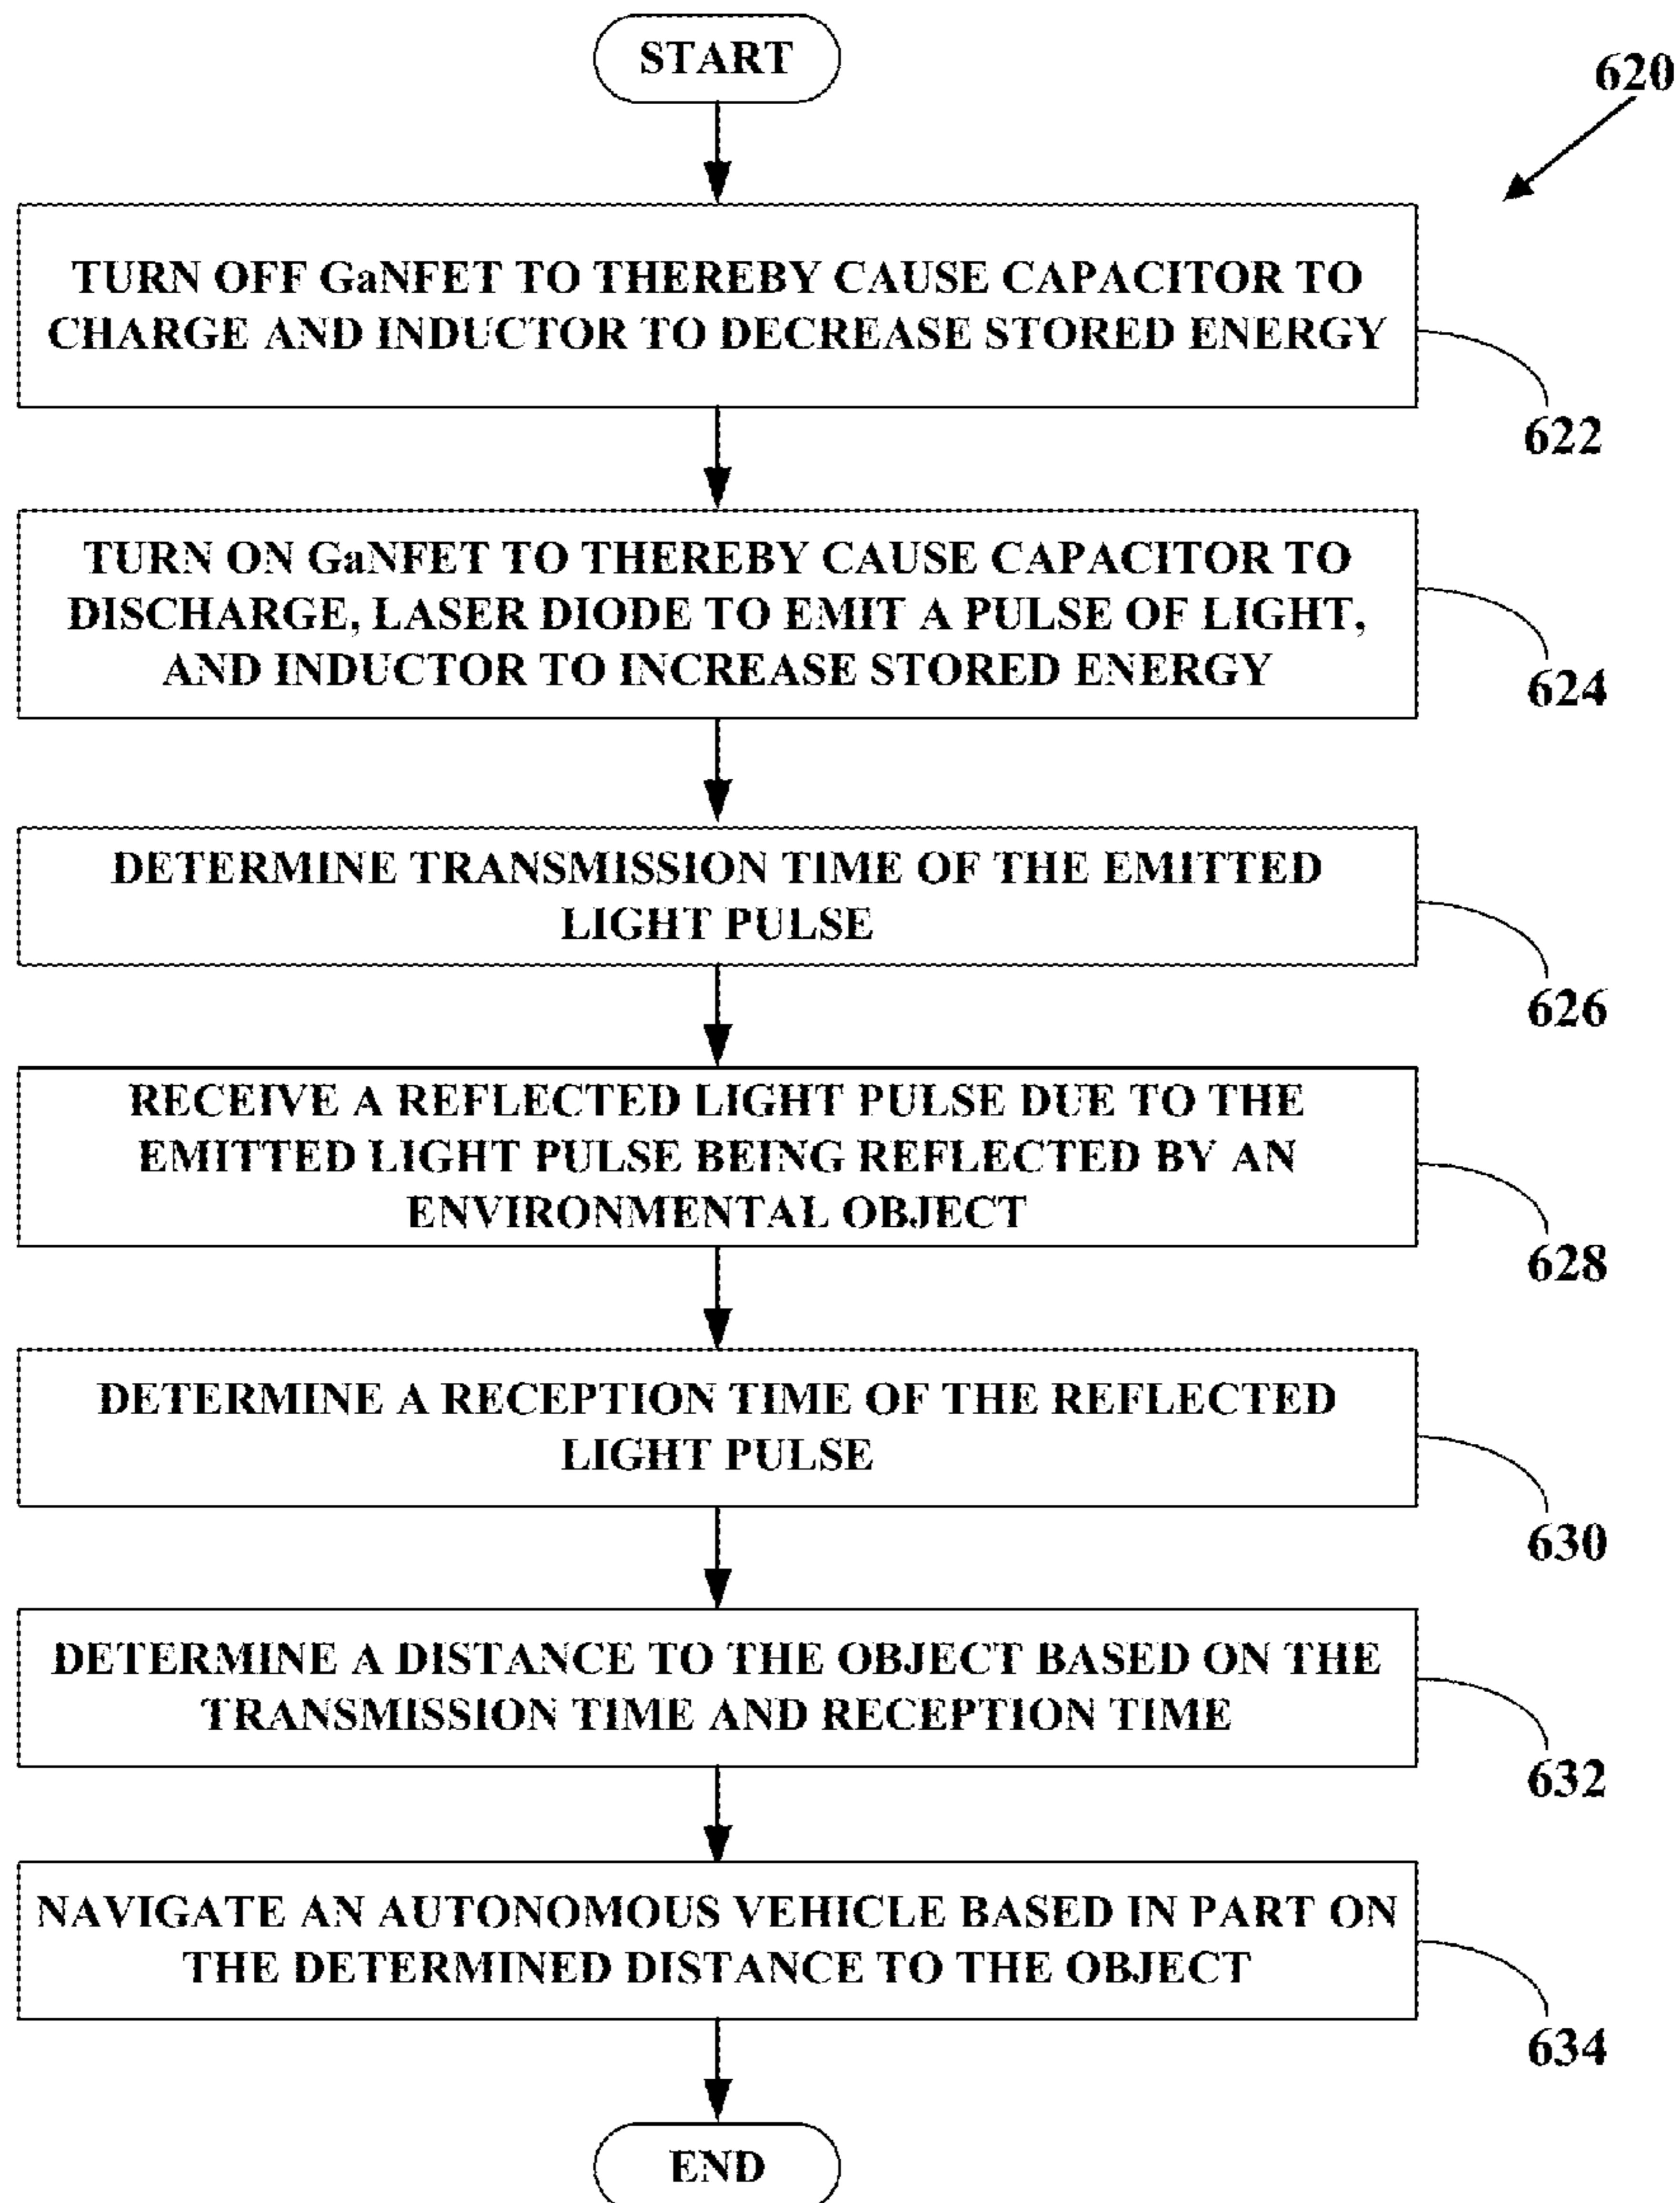 START
620
TURN OFF GaNFET TO THEREBY CAUSE CAPACITOR TO
CHARGE AND INDUCTOR TO DECREASE STORED ENERGY
622
TURN ON GaNFET TO THEREBY CAUSE CAPACITOR TO
DISCHARGE, LASER DIODE TO EMIT A PULSE OF LIGHT,
AND INDUCTOR TO INCREASE STORED ENERGY
624
DETERMINE TRANSMISSION TIME OF THE EMITTED
LIGHT PULSE
626
RECEIVE A REFLECTED LIGHT PULSE DUE TO THE
EMITTED LIGHT PULSE BEING REFLECTED BY AN
ENVIRONMENTAL OBJECT
628
DETERMINE A RECEPTION TIME OF THE REFLECTED
LIGHT PULSE
630
DETERMINE A DISTANCE TO THE OBJECT BASED ON THE
TRANSMISSION TIME AND RECEPTION TIME
632
NAVIGATE AN AUTONOMOUS VEHICLE BASED IN PART ON
THE DETERMINED DISTANCE TO THE OBJECT
634
END